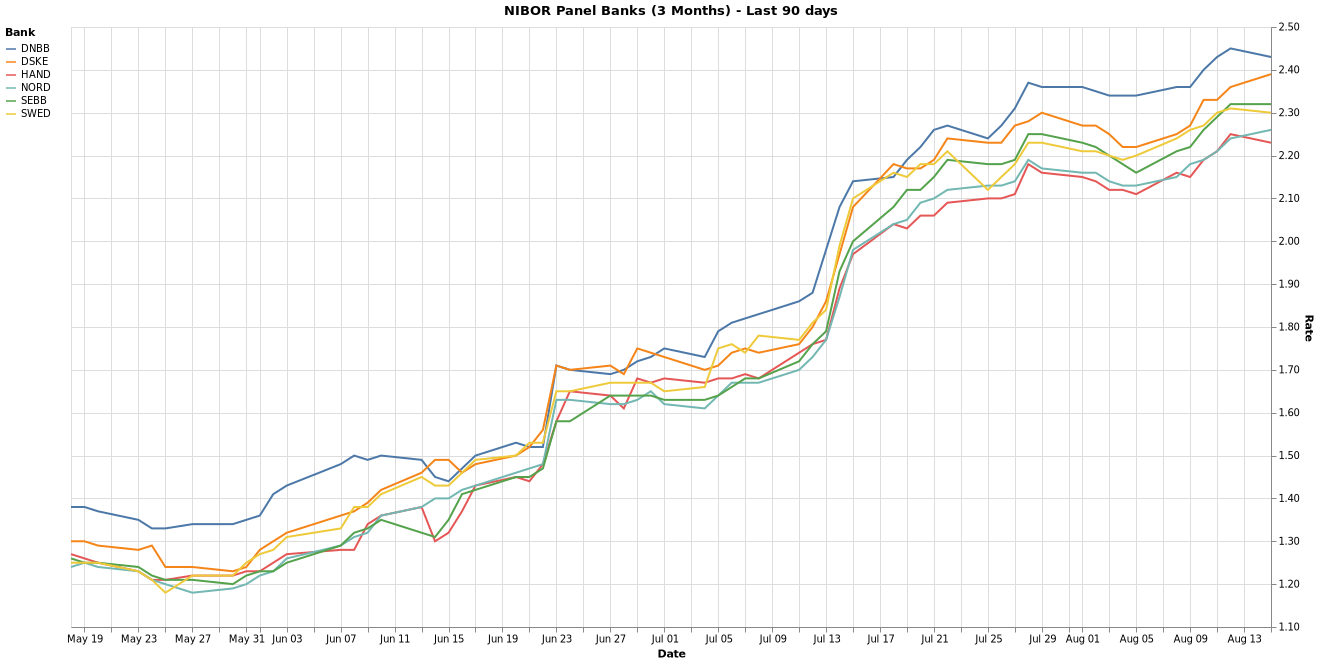 NIBOR Panel Banks (3 Months) - Last 90 days
Bank
DNBB
DSKE
HAND
NORD
SEBB
SWED
2.50
2.40
2.30
2.20
2.10
2.00
1.90
1.80
1.70
1.60
1.50
1.40
1.30
1.20
1.10
Rate
May 19 May 23 May 27 May 31 Jun 03 Jun 07 Jun 11 Jun 15 Jun 19 Jun 23 Jun 27 Jul 01 Jul 05 Jul 09 Jul 13 Jul 17 Jul 21 Jul 25 Jul 29 Aug 01 Aug 05 Aug 09 Aug 13
Date